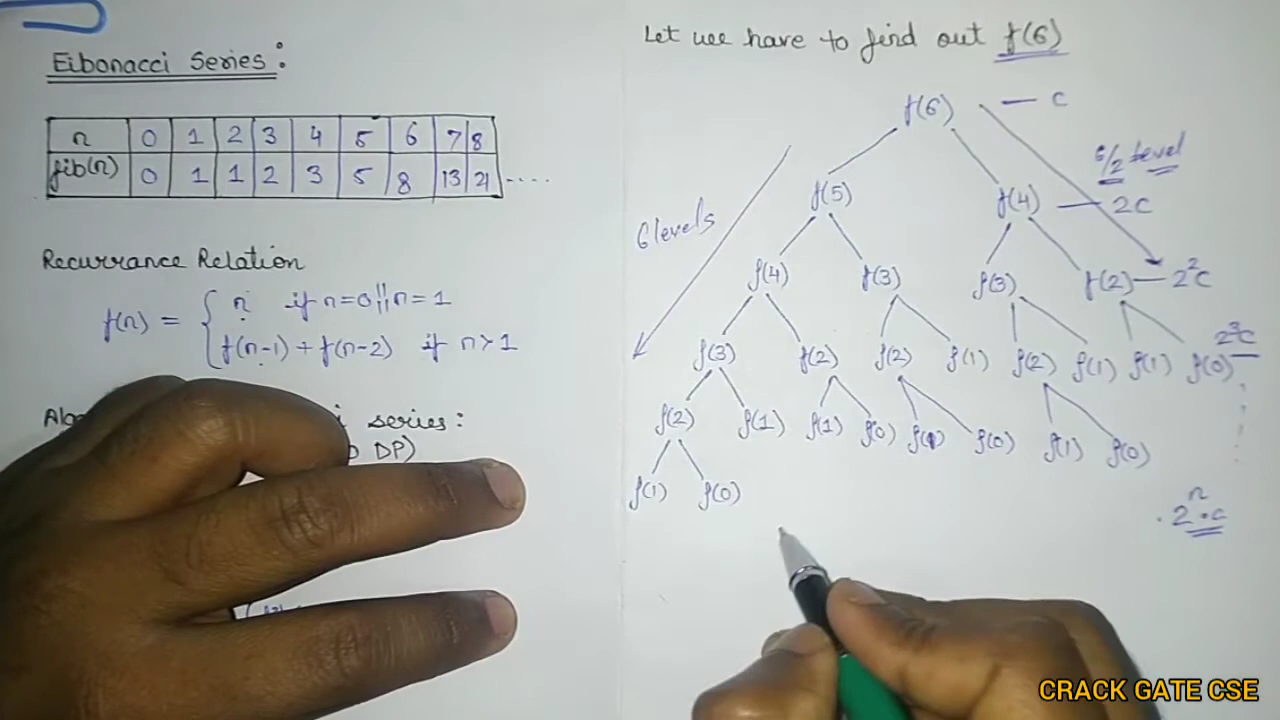 Fibonacci Series:
n 0 1 2 3 4 5 6 7 8
fib(n) 0 1 1 2 3 5 8 13 21 ....
Recurrance Relation
f(n) = { n if n=0||n=1
f(n-1) + f(n-2) if n>1
series:
DP)
Let we have to find out f(6)
f(6) — c
6/2 level
6 levels
f(5) f(4) — 2c
f(4) f(3) f(3) f(2) — 2²c
f(3) f(2) f(2) f(1) f(2) f(1) f(1) f(0) 2³c
f(2) f(1) f(1) f(0) f(1) f(0) f(1) f(0)
f(1) f(0)
2ⁿ·c
CRACK GATE CSE